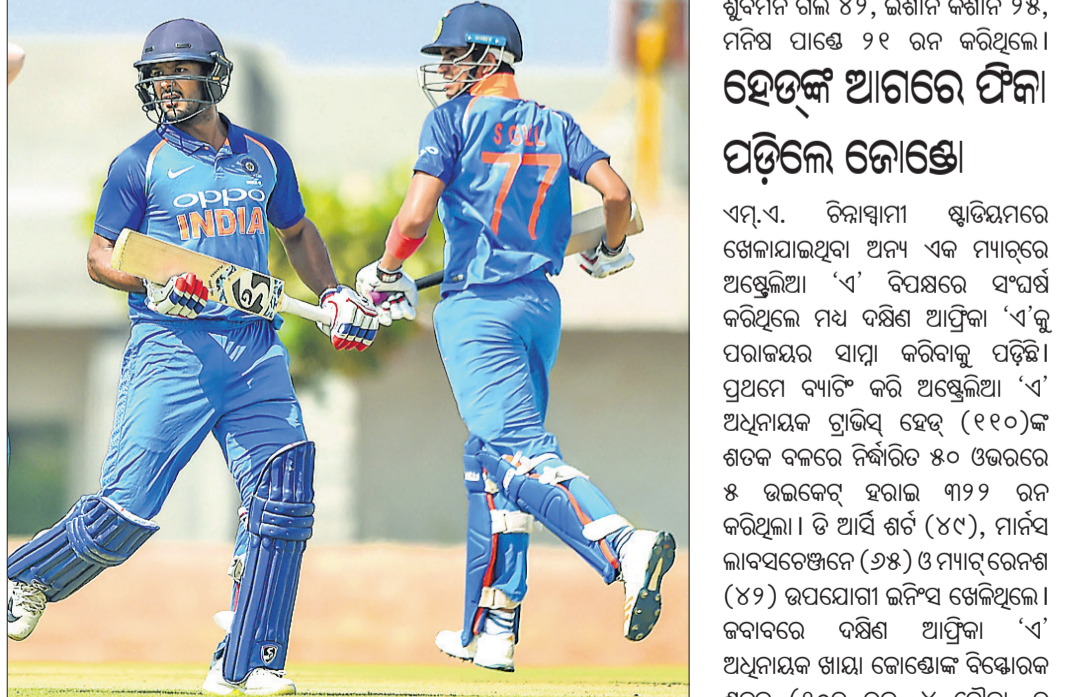 oppo
INDIA
S GILL
77
ଶୁବମନ ଗିଲ ୪୨, ଇଶାନ କିଶାନ ୨୫,
ମନିଷ ପାଣ୍ଡେ ୨୧ ରନ କରିଥିଲେ।
ହେଡ୍‌ଙ୍କ ଆଗରେ ଫିକା
ପଡ଼ିଲେ ଜୋଣ୍ଡୋ
ଏମ୍.ଏ. ଚିନ୍ନାସ୍ୱାମୀ ଷ୍ଟାଡିୟମରେ
ଖେଳାଯାଇଥିବା ଅନ୍ୟ ଏକ ମ୍ୟାଚ୍‌ରେ
ଅଷ୍ଟ୍ରେଲିଆ ‘ଏ’ ବିପକ୍ଷରେ ସଂଘର୍ଷ
କରିଥିଲେ ମଧ୍ୟ ଦକ୍ଷିଣ ଆଫ୍ରିକା ‘ଏ’କୁ
ପରାଜୟର ସାମ୍ନା କରିବାକୁ ପଡ଼ିଛି।
ପ୍ରଥମେ ବ୍ୟାଟିଂ କରି ଅଷ୍ଟ୍ରେଲିଆ ‘ଏ’
ଅଧିନାୟକ ଟ୍ରାଭିସ୍ ହେଡ୍ (୧୧୦)ଙ୍କ
ଶତକ ବଳରେ ନିର୍ଦ୍ଧାରିତ ୫୦ ଓଭରରେ
୫ ଉଇକେଟ୍ ହରାଇ ୩୨୨ ରନ
କରିଥିଲା। ଡି ଆର୍ସି ଶର୍ଟ (୪୯), ମାର୍ନସ
ଲାବସଚେଞ୍ଜନେ (୬୫) ଓ ମ୍ୟାଟ୍ ରେନଶ
(୪୨) ଉପଯୋଗୀ ଇନିଂସ ଖେଳିଥିଲେ।
ଜବାବରେ ଦକ୍ଷିଣ ଆଫ୍ରିକା ‘ଏ’
ଅଧିନାୟକ ଖାୟା ଜୋଣ୍ଡୋଙ୍କ ବିସ୍ଫୋରକ